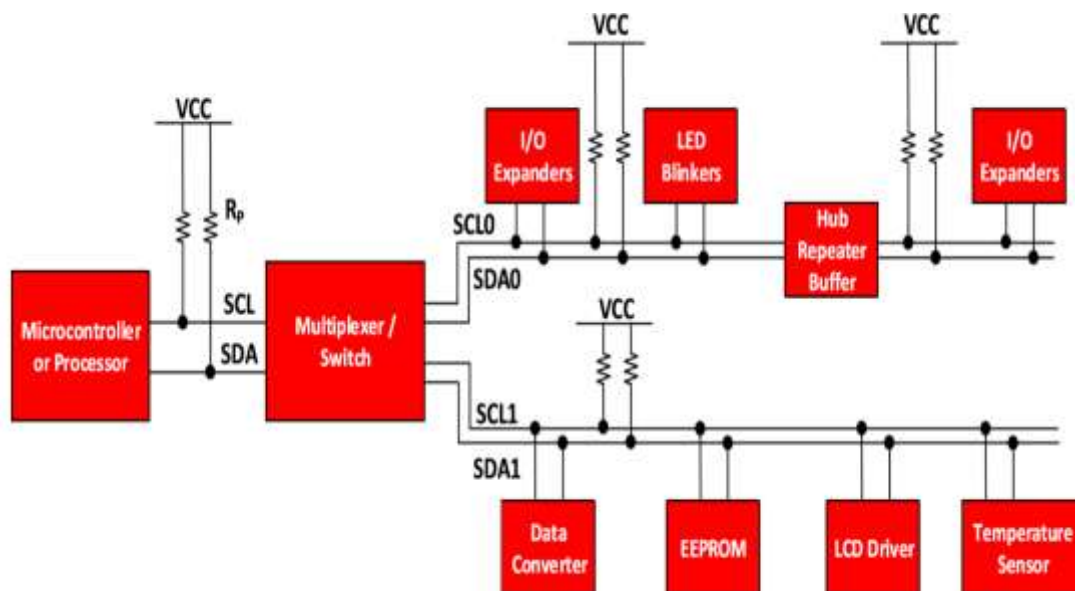 VCC
VCC
VCC
I/O
Expanders
LED
Blinkers
I/O
Expanders
Rp
SCL0
Hub
Repeater
Buffer
SDA0
Microcontroller
or Processor
SCL
SDA
Multiplexer /
Switch
VCC
SCL1
SDA1
Data
Converter
EEPROM
LCD Driver
Temperature
Sensor